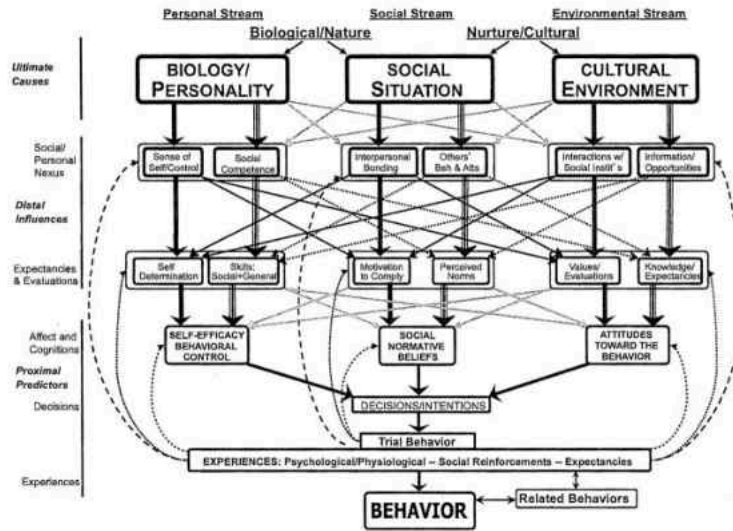 Personal Stream
Social Stream
Environmental Stream
Biological/Nature
Nurture/Cultural
Ultimate
Causes
BIOLOGY/
PERSONALITY
SOCIAL
SITUATION
CULTURAL
ENVIRONMENT
Social/
Personal
Nexus
Sense of
Self/Control
Social
Competence
Interpersonal
Bonding
Others'
Beh & Atts
Interactions w/
Social Instit's
Information/
Opportunities
Distal
Influences
Expectancies
& Evaluations
Self
Determination
Skills:
Social+General
Motivation
to Comply
Perceived
Norms
Values/
Evaluations
Knowledge/
Expectancies
Affect and
Cognitions
SELF-EFFICACY
BEHAVIORAL
CONTROL
SOCIAL
NORMATIVE
BELIEFS
ATTITUDES
TOWARD THE
BEHAVIOR
Proximal
Predictors
Decisions
DECISIONS/INTENTIONS
Trial Behavior
EXPERIENCES: Psychological/Physiological -- Social Reinforcements -- Expectancies
Experiences
BEHAVIOR
Related Behaviors